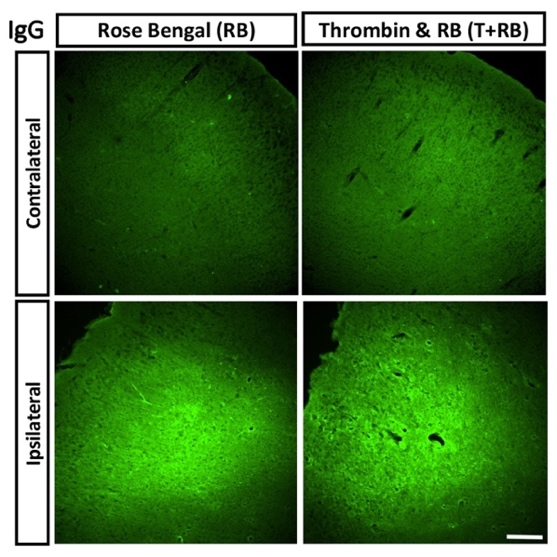 IgG
Rose Bengal (RB)
Thrombin & RB (T+RB)
Contralateral
Ipsilateral